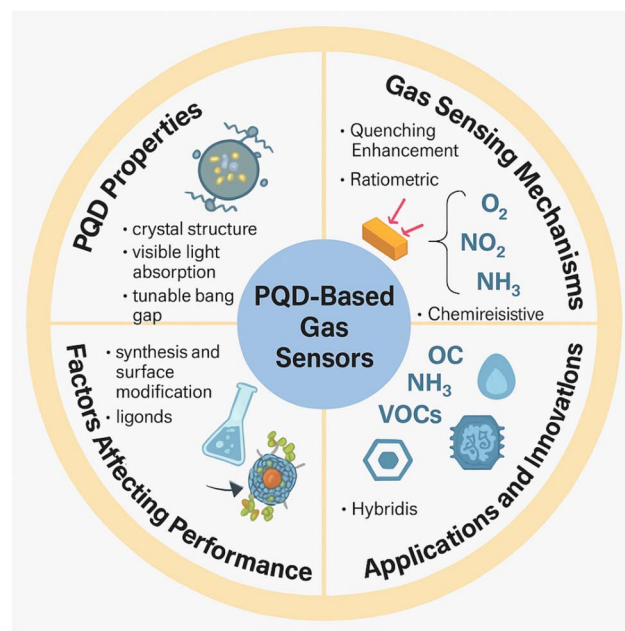 PQD Properties
• crystal structure
• visible light
absorption
• tunable bang
gap
Gas Sensing Mechanisms
• Quenching
Enhancement
• Ratiometric
O₂
NO₂
NH₃
• Chemireisistive
PQD-Based
Gas
Sensors
Factors Affecting Performance
• synthesis and
surface
modification
• ligonds
OC
NH₃
VOCs
• Hybridis
Applications and Innovations